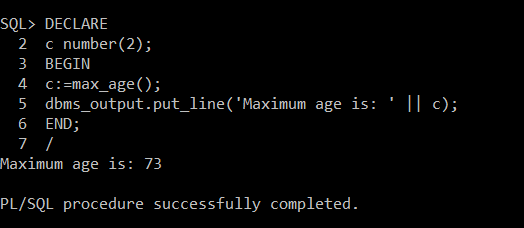 SQL> DECLARE
  2  c number(2);
  3  BEGIN
  4  c:=max_age();
  5  dbms_output.put_line('Maximum age is: ' || c);
  6  END;
  7  /
Maximum age is: 73
PL/SQL procedure successfully completed.